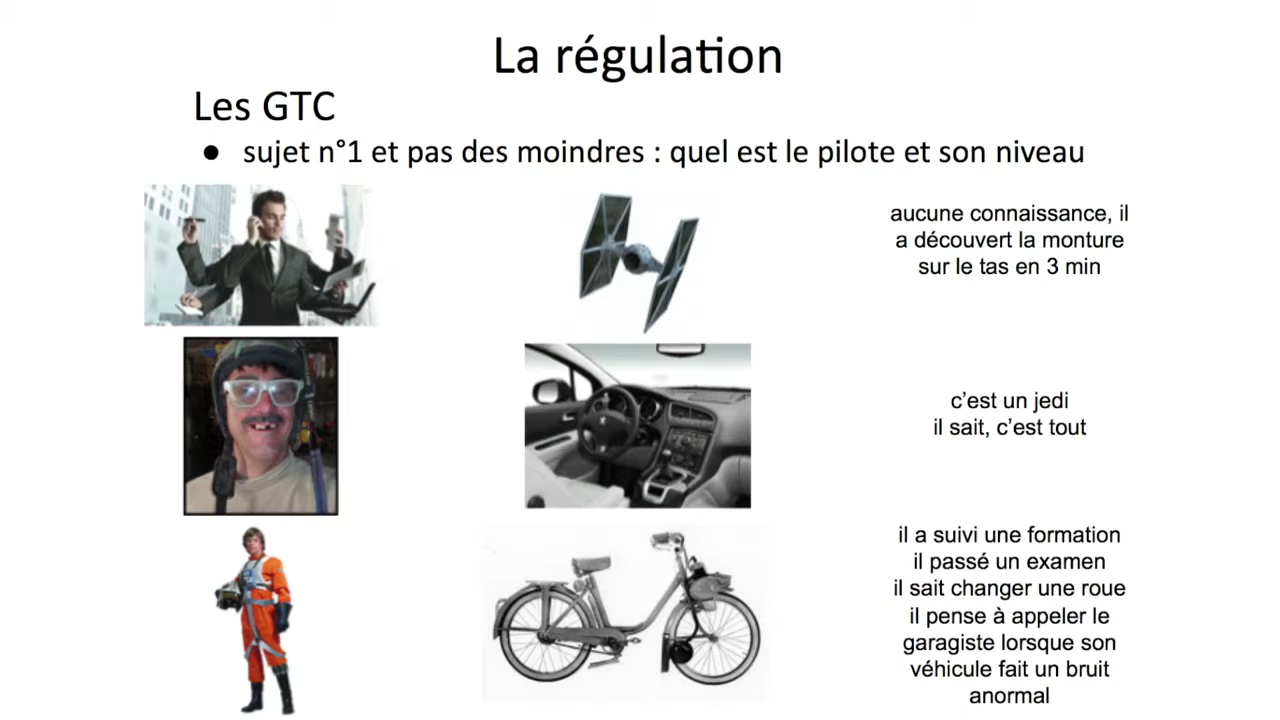 La régulation
Les GTC
● sujet n°1 et pas des moindres : quel est le pilote et son niveau
aucune connaissance, il
a découvert la monture
sur le tas en 3 min
c’est un jedi
il sait, c’est tout
il a suivi une formation
il passé un examen
il sait changer une roue
il pense à appeler le
garagiste lorsque son
véhicule fait un bruit
anormal